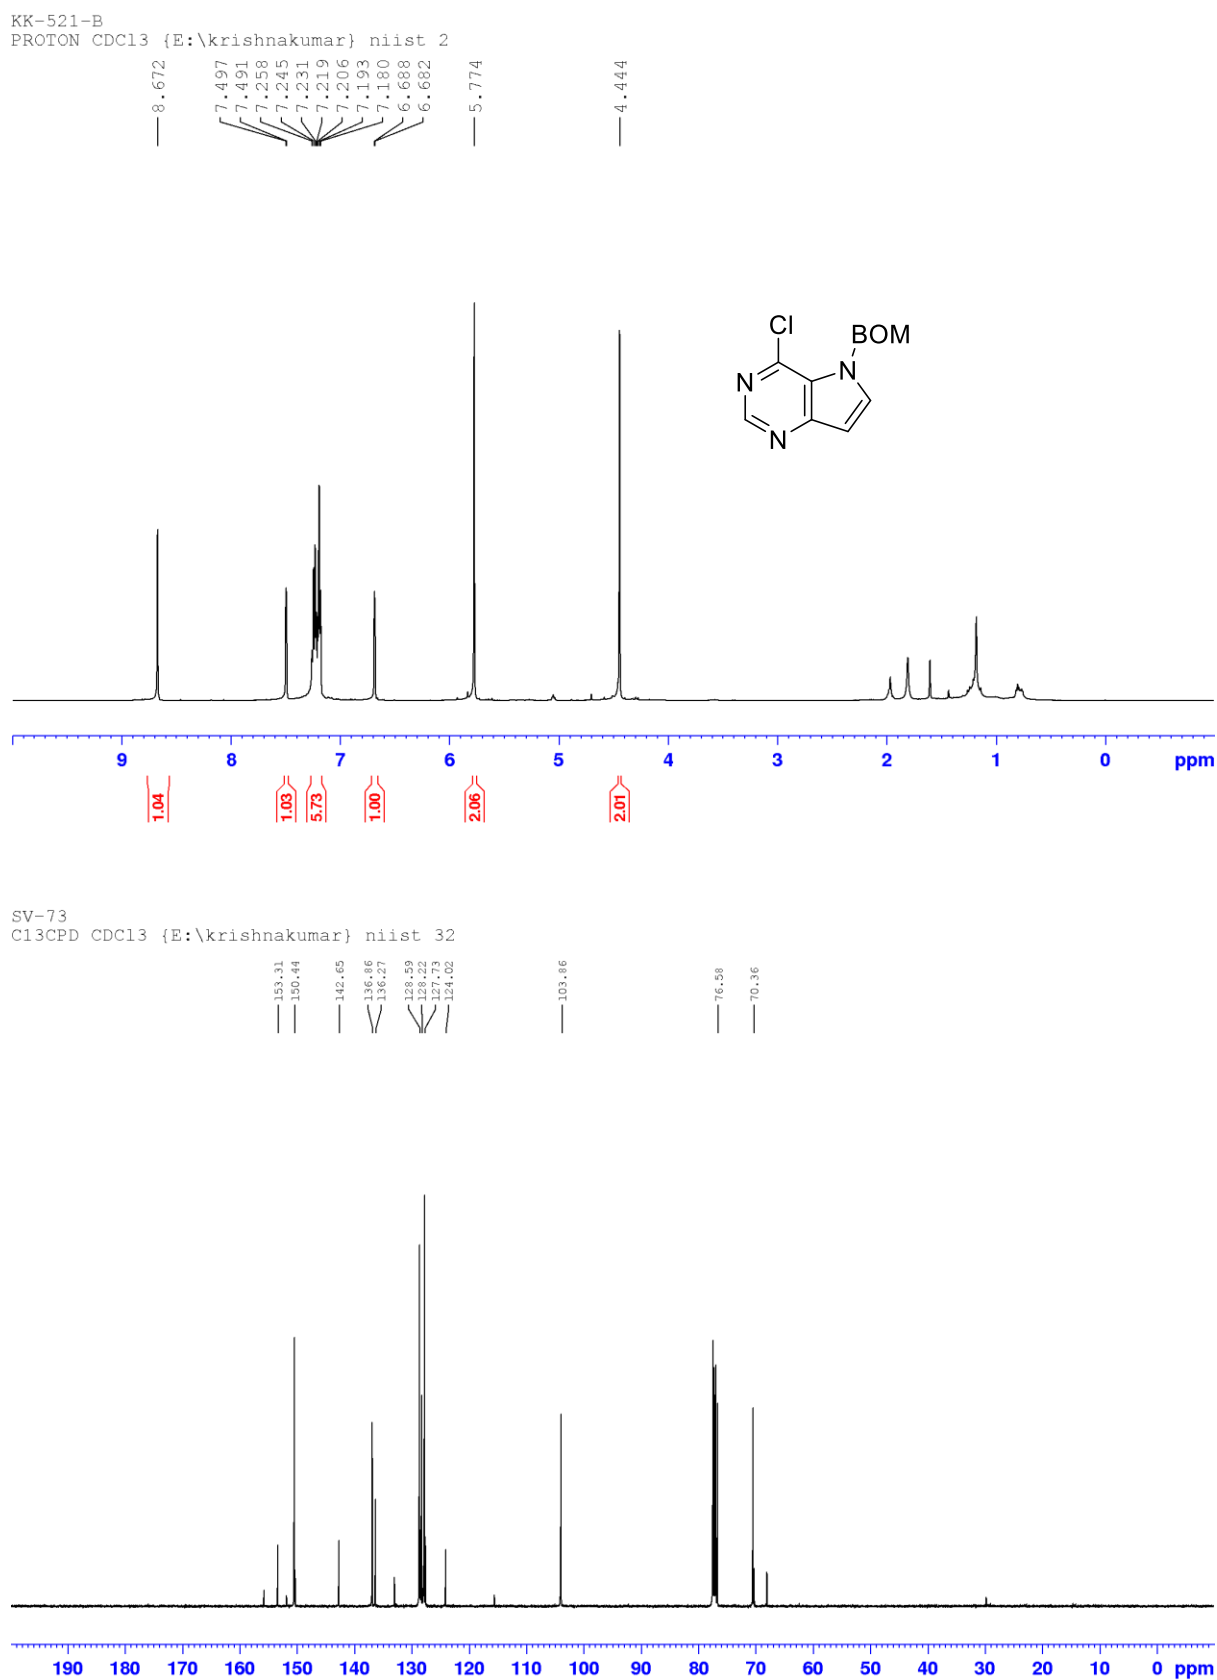 KK-521-B
PROTON CDCl3 {E:\krishnakumar} niist 2
8.672
7.497
7.491
7.258
7.245
7.231
7.219
7.206
7.193
7.180
6.688
6.682
5.774
4.444
Cl
BOM
N
N
N
9 8 7 6 5 4 3 2 1 0 ppm
1.04
1.03
5.73
1.00
2.06
2.01
SV-73
C13CPD CDCl3 {E:\krishnakumar} niist 32
153.31
150.44
142.65
136.86
136.27
128.59
128.22
127.73
124.02
103.86
76.58
70.36
190 180 170 160 150 140 130 120 110 100 90 80 70 60 50 40 30 20 10 0 ppm